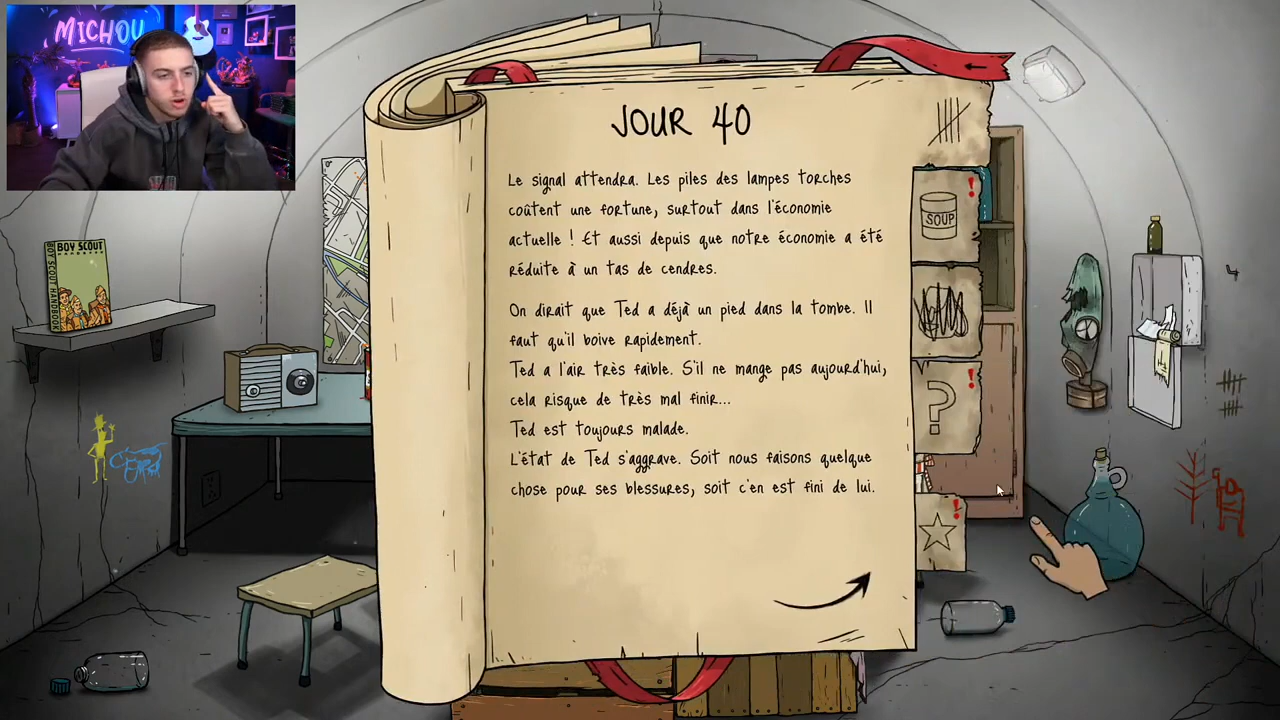 MICHOU
JOUR 40
Le signal attendra. Les piles des lampes torches
coûtent une fortune, surtout dans l'économie
actuelle ! Et aussi depuis que notre économie a été
réduite à un tas de cendres.
On dirait que Ted a déjà un pied dans la tombe. Il
faut qu'il boive rapidement.
Ted a l'air très faible. S'il ne mange pas aujourd'hui,
cela risque de très mal finir...
Ted est toujours malade.
L'état de Ted s'aggrave. Soit nous faisons quelque
chose pour ses blessures, soit c'en est fini de lui.
!
SOUP
!
?
!
BOY SCOUT
BOY SCOUT HANDBOOK